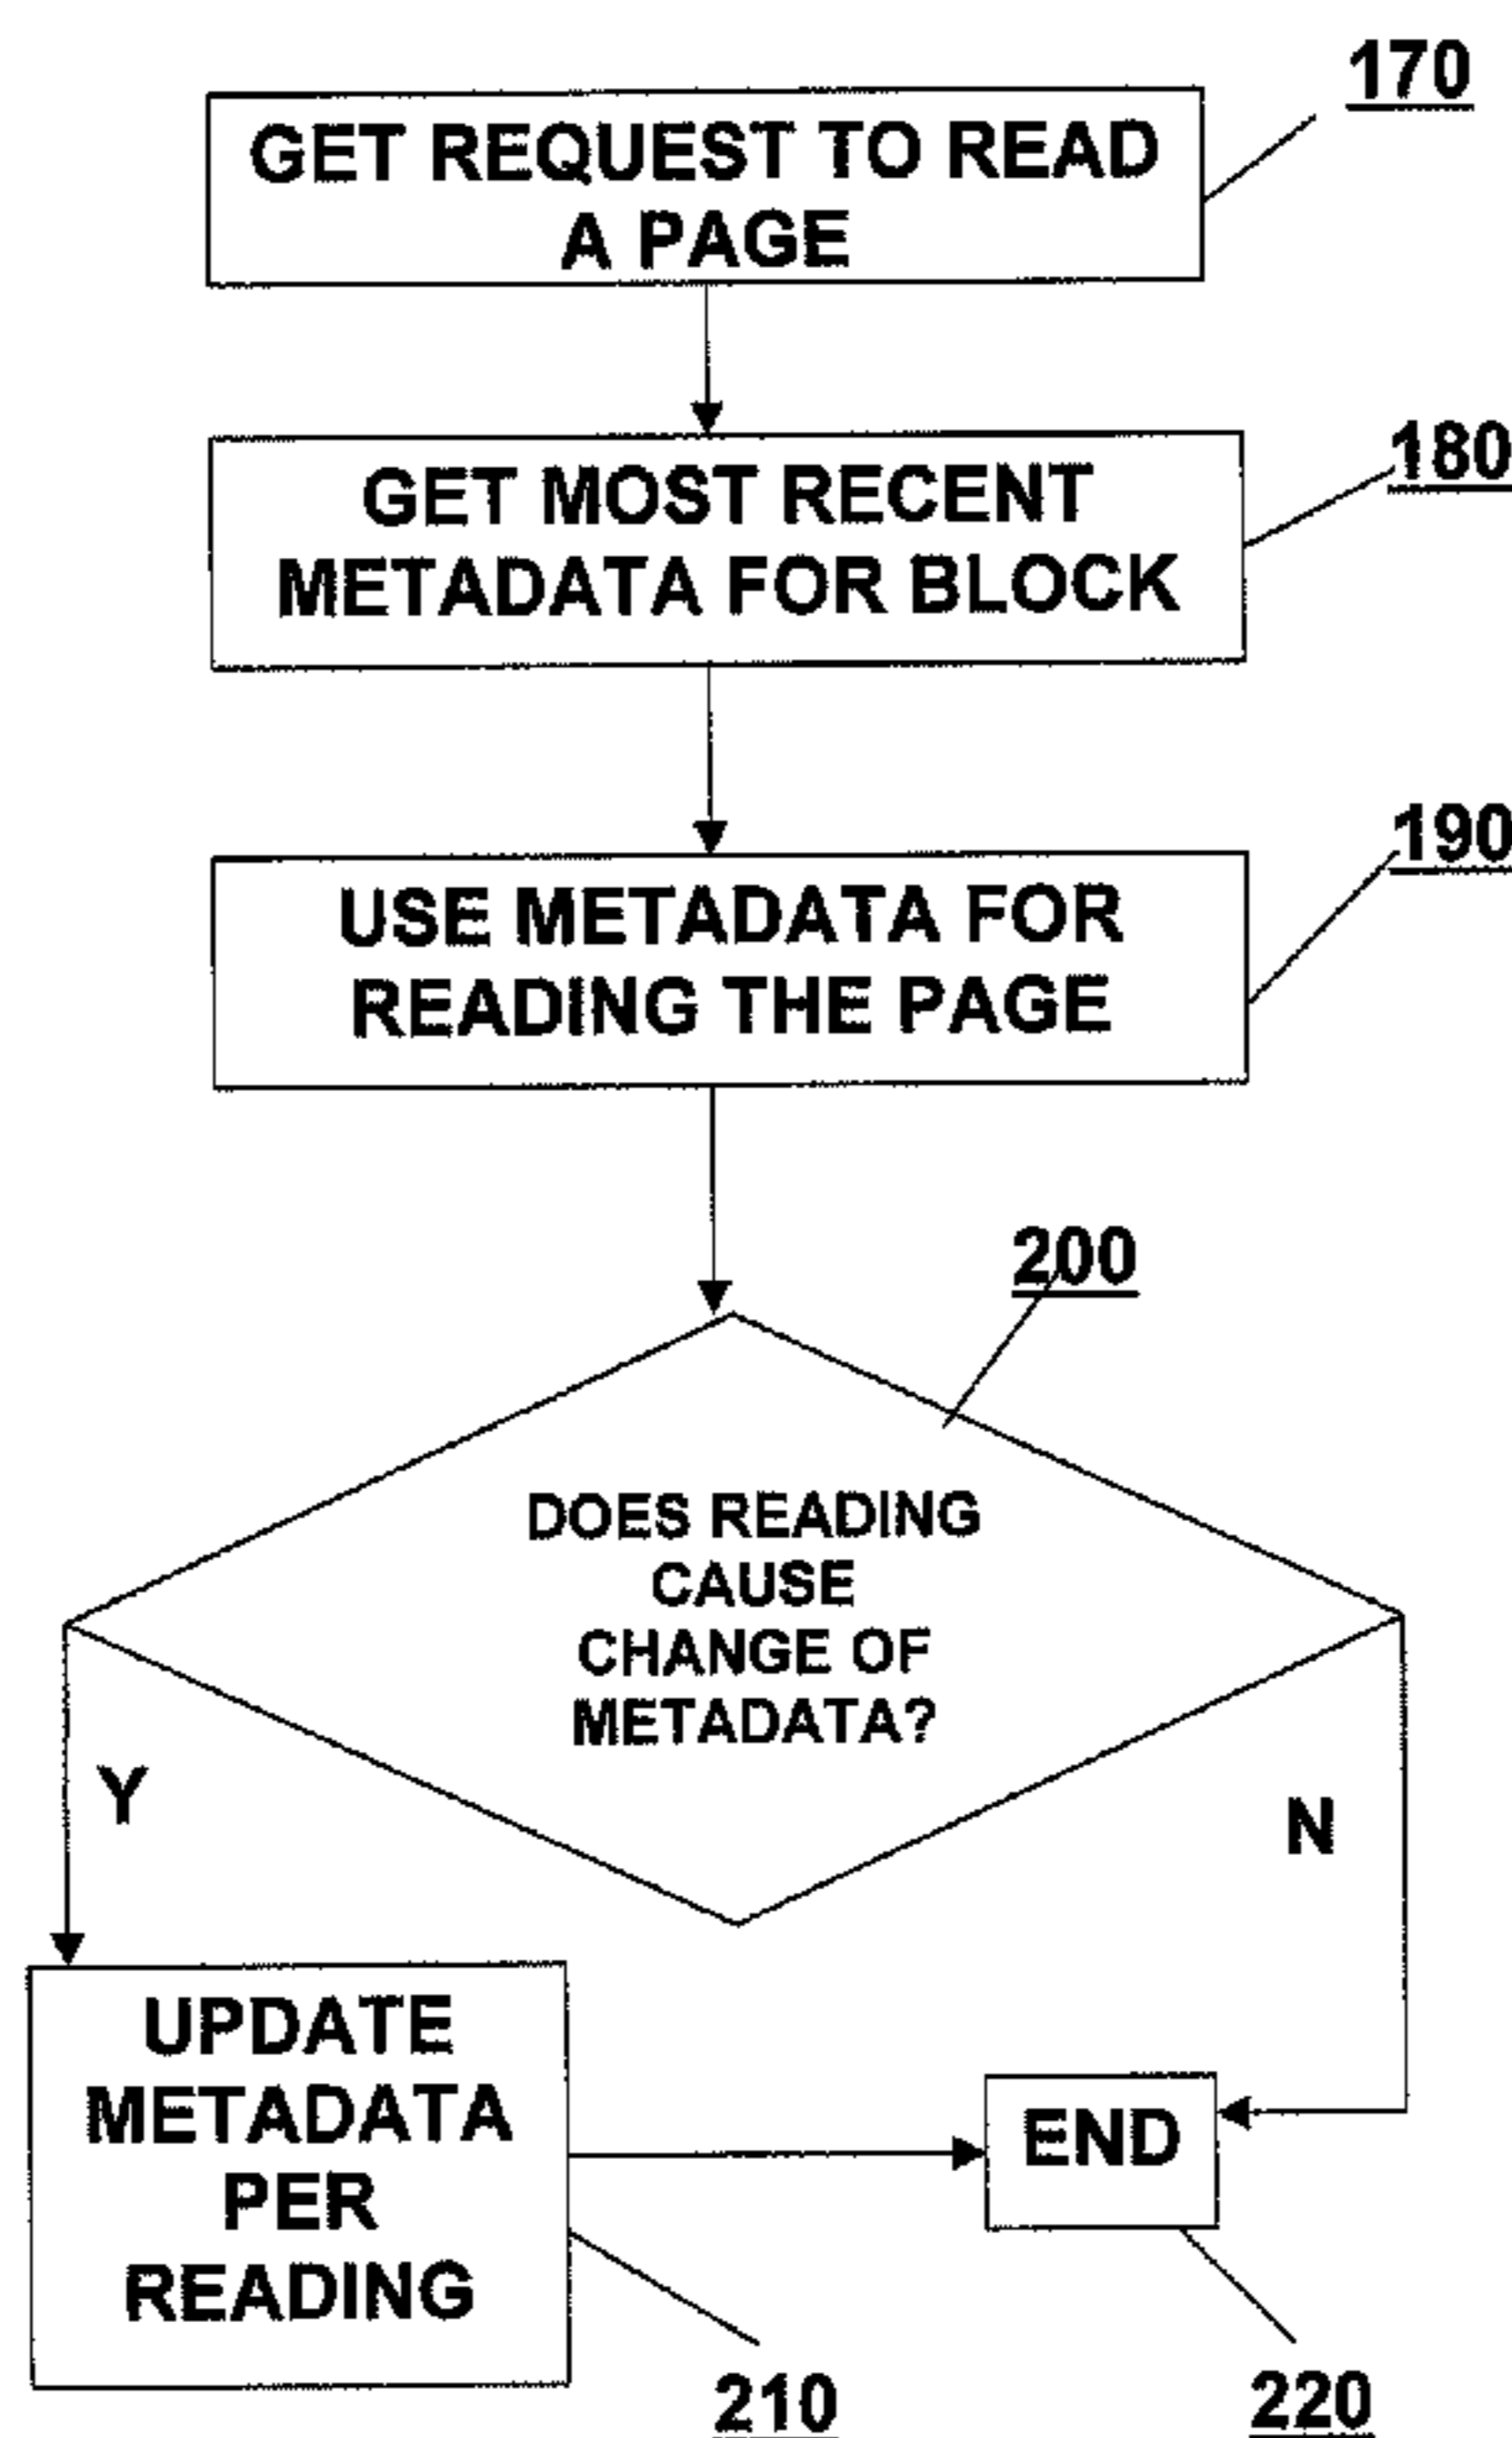 170
GET REQUEST TO READ
A PAGE
180
GET MOST RECENT
METADATA FOR BLOCK
190
USE METADATA FOR
READING THE PAGE
200
DOES READING
CAUSE
CHANGE OF
METADATA?
Y
N
UPDATE
METADATA
PER
READING
END
210
220